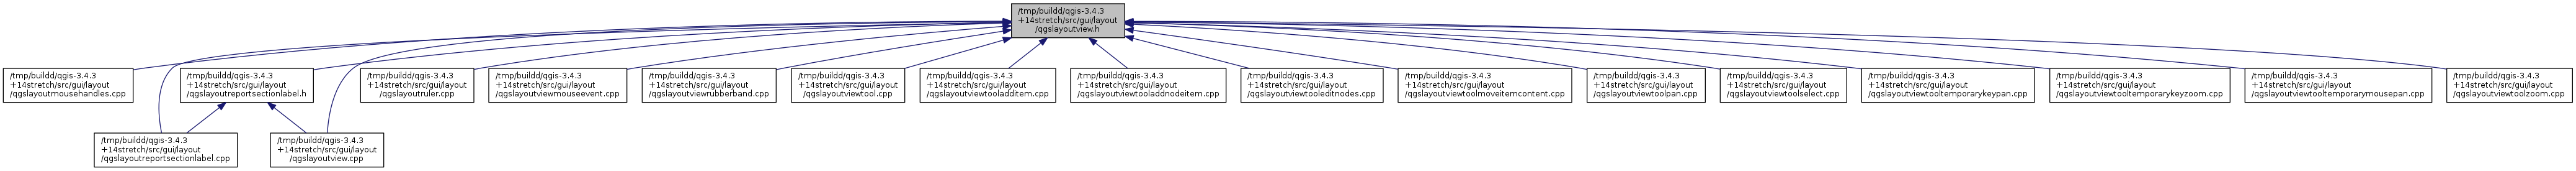 /tmp/buildd/qgis-3.4.3
+14stretch/src/gui/layout
/qgslayoutview.h
/tmp/buildd/qgis-3.4.3
+14stretch/src/gui/layout
/qgslayoutmousehandles.cpp
/tmp/buildd/qgis-3.4.3
+14stretch/src/gui/layout
/qgslayoutreportsectionlabel.h
/tmp/buildd/qgis-3.4.3
+14stretch/src/gui/layout
/qgslayoutruler.cpp
/tmp/buildd/qgis-3.4.3
+14stretch/src/gui/layout
/qgslayoutviewmouseevent.cpp
/tmp/buildd/qgis-3.4.3
+14stretch/src/gui/layout
/qgslayoutviewrubberband.cpp
/tmp/buildd/qgis-3.4.3
+14stretch/src/gui/layout
/qgslayoutviewtool.cpp
/tmp/buildd/qgis-3.4.3
+14stretch/src/gui/layout
/qgslayoutviewtooladditem.cpp
/tmp/buildd/qgis-3.4.3
+14stretch/src/gui/layout
/qgslayoutviewtooladdnodeitem.cpp
/tmp/buildd/qgis-3.4.3
+14stretch/src/gui/layout
/qgslayoutviewtooleditnodes.cpp
/tmp/buildd/qgis-3.4.3
+14stretch/src/gui/layout
/qgslayoutviewtoolmoveitemcontent.cpp
/tmp/buildd/qgis-3.4.3
+14stretch/src/gui/layout
/qgslayoutviewtoolpan.cpp
/tmp/buildd/qgis-3.4.3
+14stretch/src/gui/layout
/qgslayoutviewtoolselect.cpp
/tmp/buildd/qgis-3.4.3
+14stretch/src/gui/layout
/qgslayoutviewtooltemporarykeypan.cpp
/tmp/buildd/qgis-3.4.3
+14stretch/src/gui/layout
/qgslayoutviewtooltemporarykeyzoom.cpp
/tmp/buildd/qgis-3.4.3
+14stretch/src/gui/layout
/qgslayoutviewtooltemporarymousepan.cpp
/tmp/buildd/qgis-3.4.3
+14stretch/src/gui/layout
/qgslayoutviewtoolzoom.cpp
/tmp/buildd/qgis-3.4.3
+14stretch/src/gui/layout
/qgslayoutreportsectionlabel.cpp
/tmp/buildd/qgis-3.4.3
+14stretch/src/gui/layout
/qgslayoutview.cpp